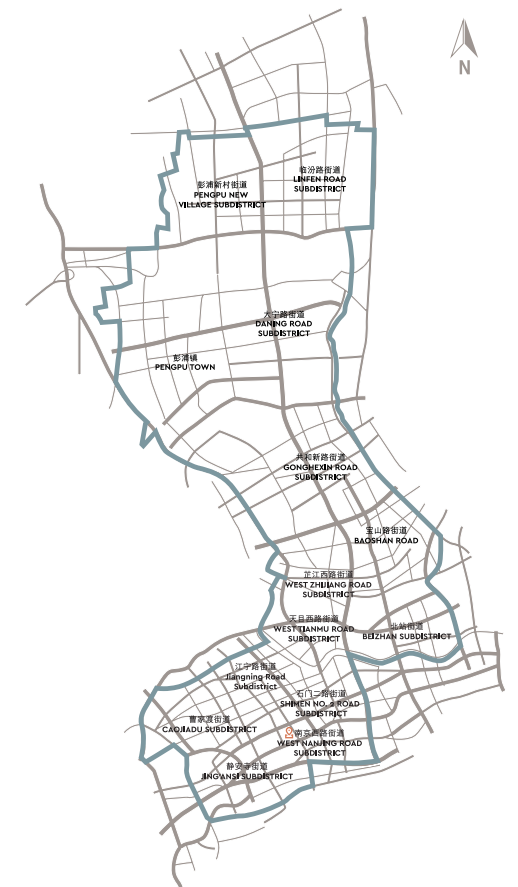 N
临汾路街道
LINFEN ROAD
SUBDISTRICT
彭浦新村街道
PENGPU NEW
VILLAGE SUBDISTRICT
大宁路街道
DANING ROAD
SUBDISTRICT
彭浦镇
PENGPU TOWN
共和新路街道
GONGHEXIN ROAD
SUBDISTRICT
宝山路街道
BAOSHAN ROAD
芷江西路街道
WEST ZHIJIANG ROAD
SUBDISTRICT
天目西路街道
WEST TIANMU ROAD
SUBDISTRICT
北站街道
BEIZHAN SUBDISTRICT
江宁路街道
Jiangning Road
Subdistrict
石门二路街道
SHIMEN NO. 2 ROAD
SUBDISTRICT
曹家渡街道
CAOJIADU SUBDISTRICT
南京西路街道
WEST NANJING ROAD
SUBDISTRICT
静安寺街道
JING'ANSI SUBDISTRICT